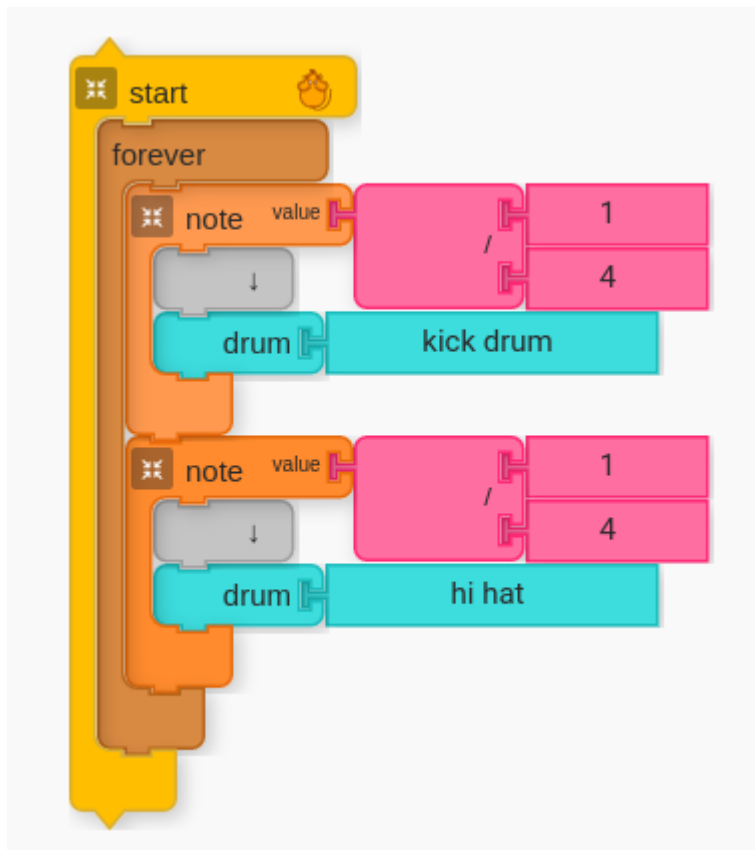 start
forever
note value 1
/
4
↓
drum kick drum
note value 1
/
4
↓
drum hi hat